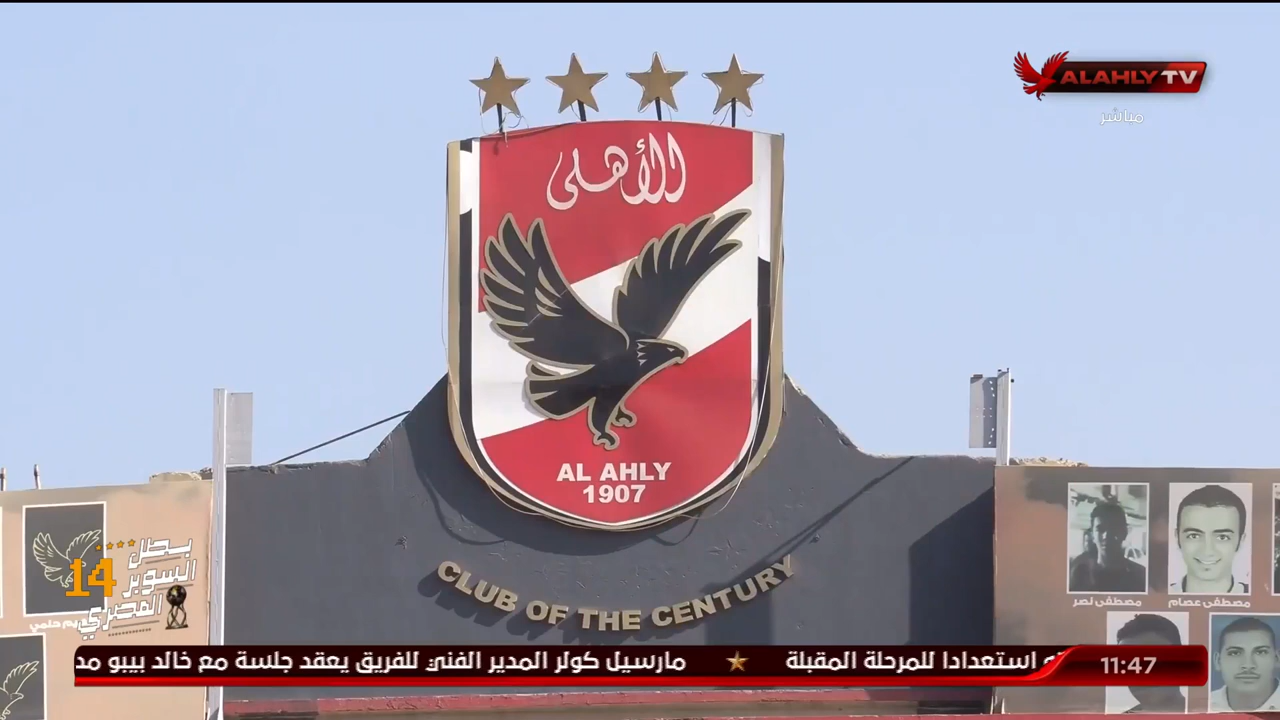 ALAHLY TV
مباشر
الأهلى
AL AHLY
1907
CLUB OF THE CENTURY
بطل
السوبر
المصري
14
حلمي
مصطفى نصر
مصطفى عصام
استعدادا للمرحلة المقبلة ★ مارسيل كولر المدير الفني للفريق يعقد جلسة مع خالد بيبو
11:47